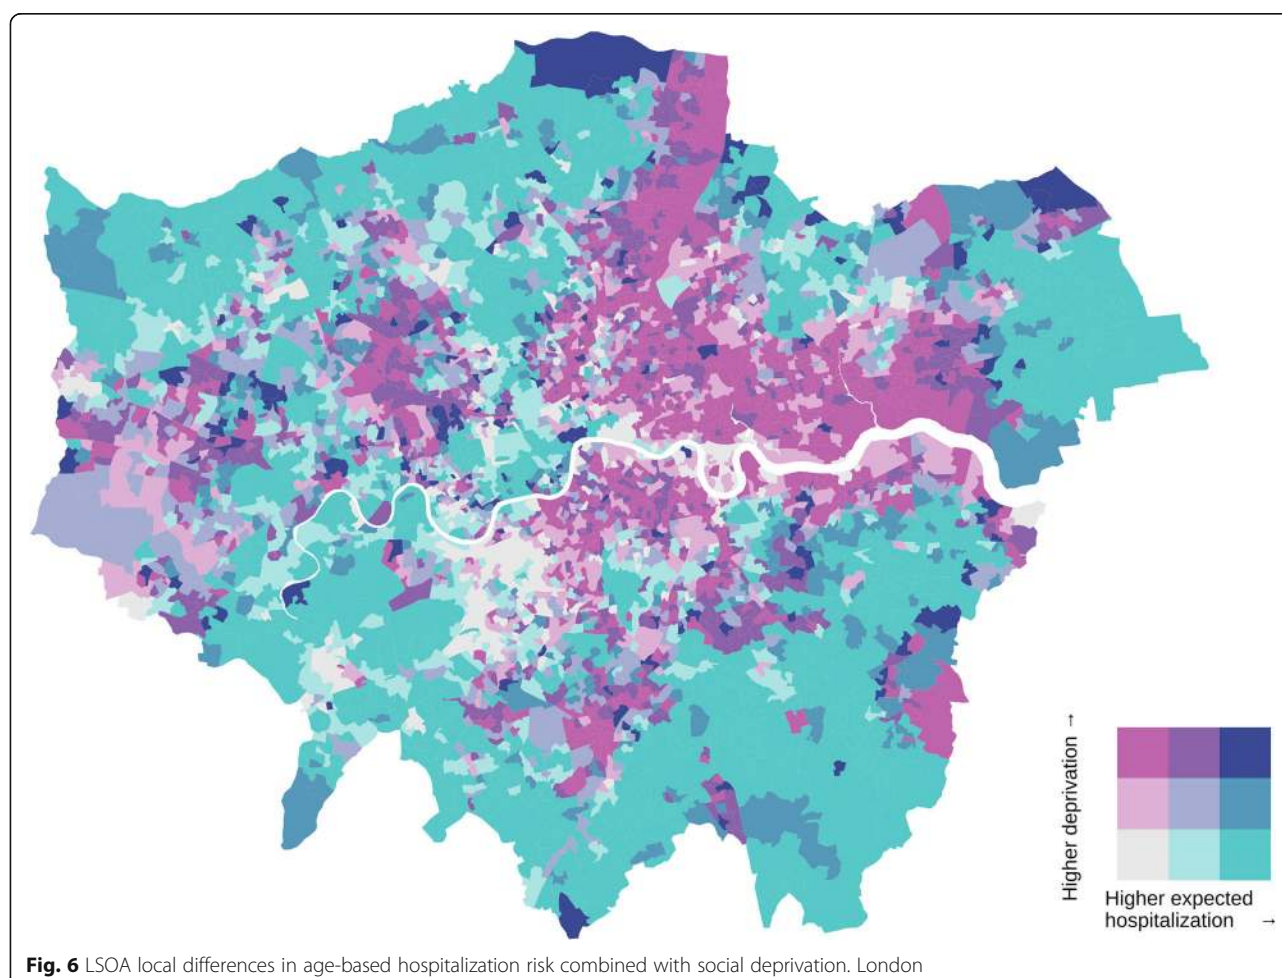 Higher deprivation →
Higher expected
hospitalization →
Fig. 6 LSOA local differences in age-based hospitalization risk combined with social deprivation. London